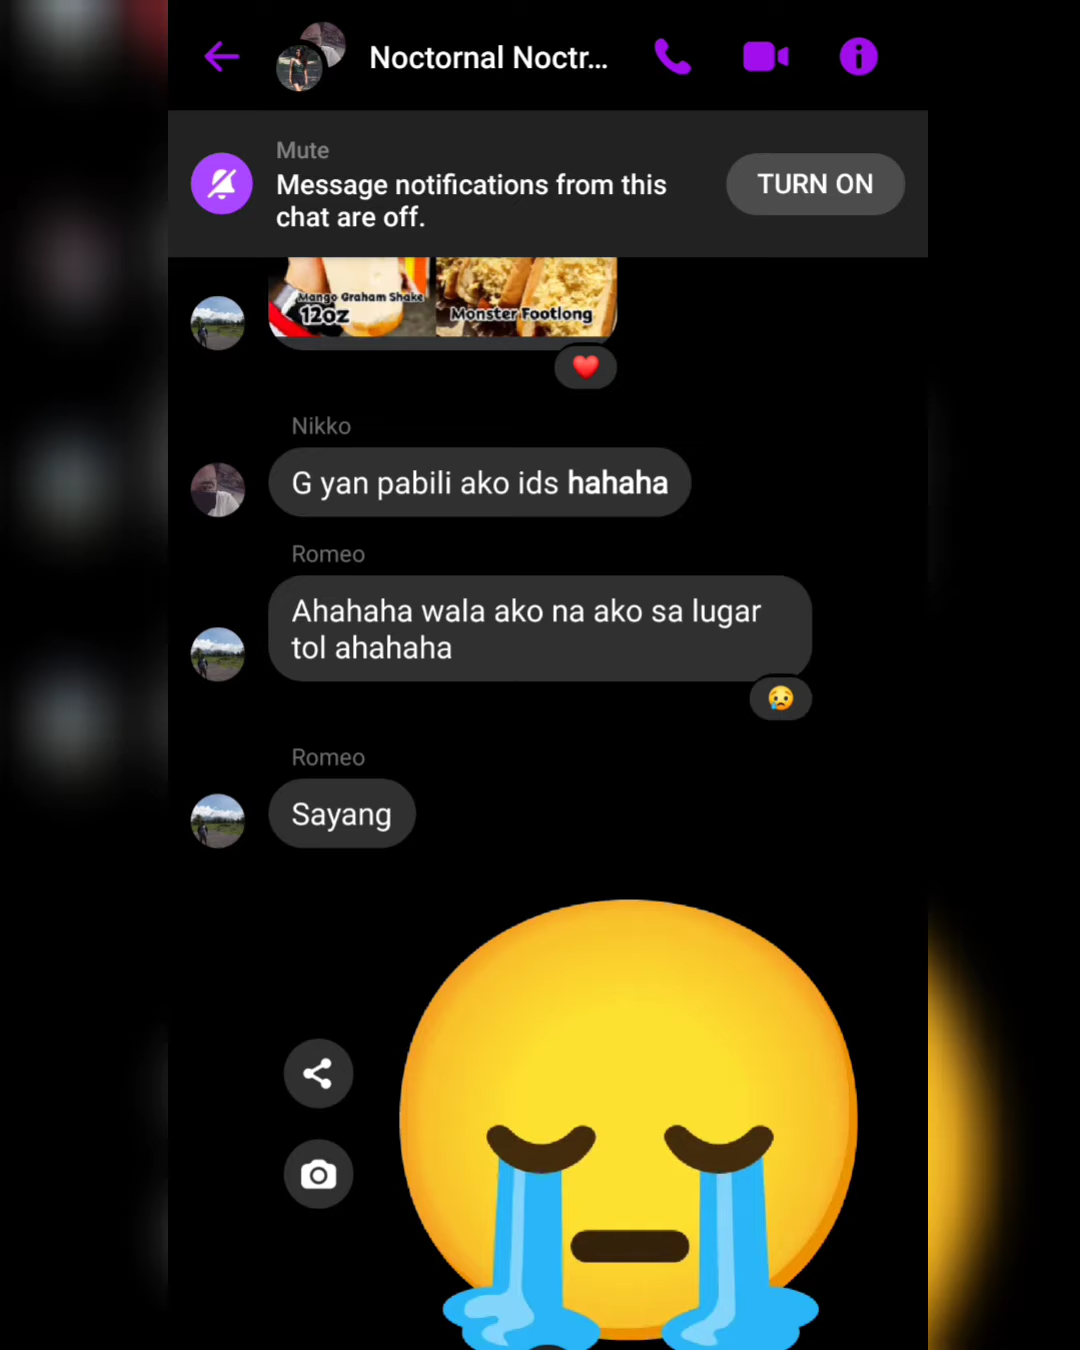 Noctornal Noctr...
Mute
Message notifications from this
chat are off.
TURN ON
Mango Graham Shake
12oz
Monster Footlong
Nikko
G yan pabili ako ids hahaha
Romeo
Ahahaha wala ako na ako sa lugar
tol ahahaha
Romeo
Sayang